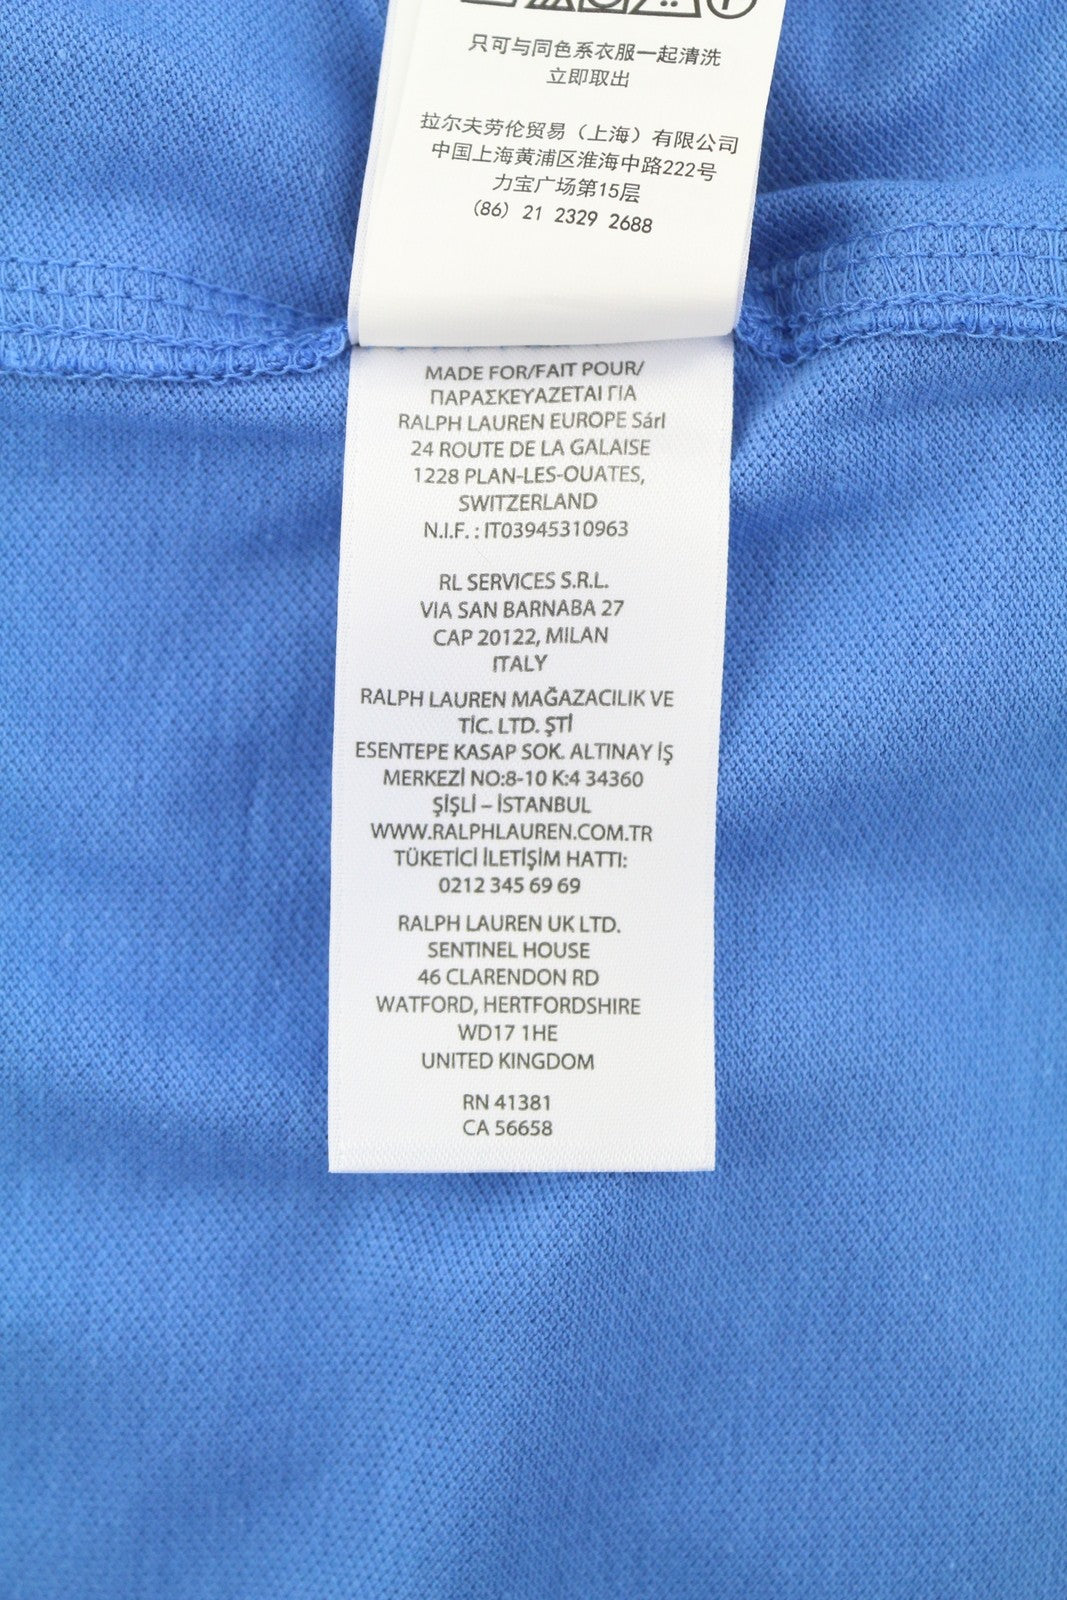 只可与同色系衣服一起清洗
立即取出
拉尔夫劳伦贸易（上海）有限公司
中国上海黄浦区淮海中路222号
力宝广场第15层
(86) 21 2329 2688
MADE FOR/FAIT POUR/
ΠΑΡΑΣΚΕΥΑΖΕΤΑΙ ΓΙΑ
RALPH LAUREN EUROPE Sárl
24 ROUTE DE LA GALAISE
1228 PLAN-LES-OUATES,
SWITZERLAND
N.I.F. : IT03945310963
RL SERVICES S.R.L.
VIA SAN BARNABA 27
CAP 20122, MILAN
ITALY
RALPH LAUREN MAĞAZACILIK VE
TİC. LTD. ŞTİ
ESENTEPE KASAP SOK. ALTINAY İŞ
MERKEZİ NO:8-10 K:4 34360
ŞİŞLİ – İSTANBUL
WWW.RALPHLAUREN.COM.TR
TÜKETİCİ İLETİŞİM HATTI:
0212 345 69 69
RALPH LAUREN UK LTD.
SENTINEL HOUSE
46 CLARENDON RD
WATFORD, HERTFORDSHIRE
WD17 1HE
UNITED KINGDOM
RN 41381
CA 56658